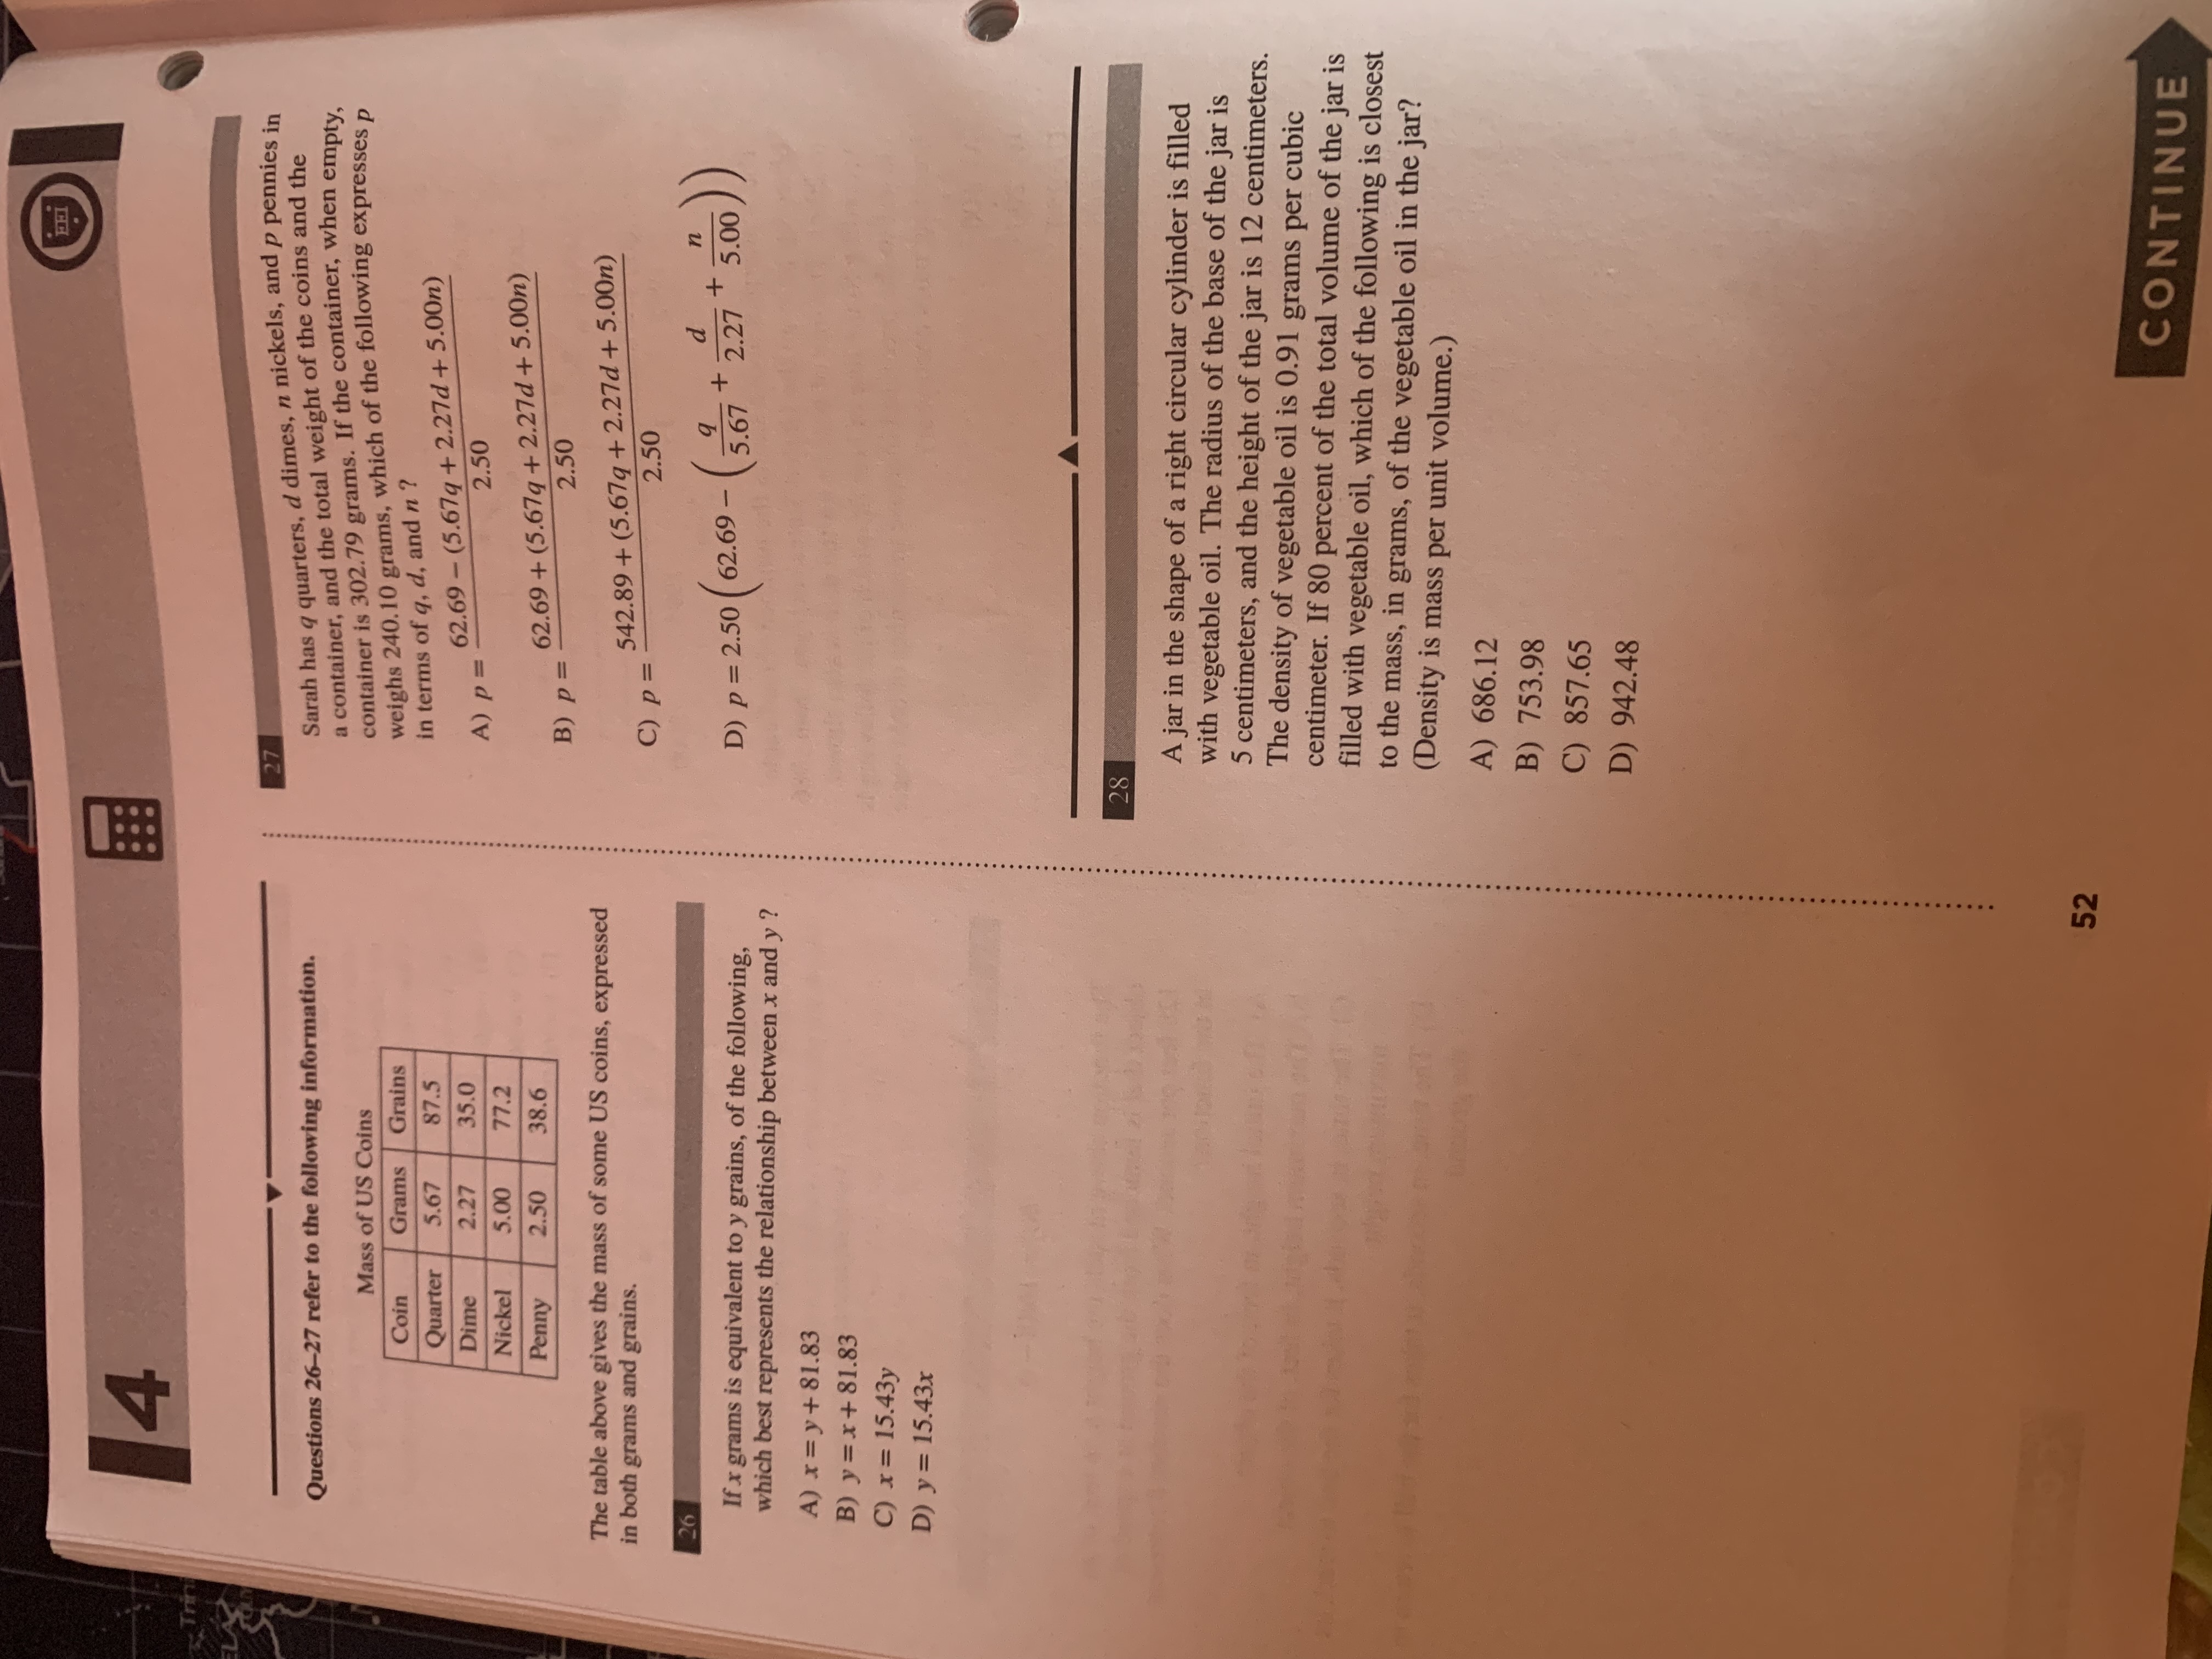 4
Trini
Questions 26–27 refer to the following information.
Mass of US Coins
Coin Grams Grains
Quarter 5.67 87.5
Dime 2.27 35.0
Nickel 5.00 77.2
Penny 2.50 38.6
The table above gives the mass of some US coins, expressed
in both grams and grains.
26
If x grams is equivalent to y grains, of the following,
which best represents the relationship between x and y ?
A) x = y + 81.83
B) y = x + 81.83
C) x = 15.43y
D) y = 15.43x
27
Sarah has q quarters, d dimes, n nickels, and p pennies in
a container, and the total weight of the coins and the
container is 302.79 grams. If the container, when empty,
weighs 240.10 grams, which of the following expresses p
in terms of q, d, and n ?
A) p = 62.69 – (5.67q + 2.27d + 5.00n) / 2.50
B) p = 62.69 + (5.67q + 2.27d + 5.00n) / 2.50
C) p = 542.89 + (5.67q + 2.27d + 5.00n) / 2.50
D) p = 2.50 ( 62.69 – ( q/5.67 + d/2.27 + n/5.00 ) )
28
A jar in the shape of a right circular cylinder is filled
with vegetable oil. The radius of the base of the jar is
5 centimeters, and the height of the jar is 12 centimeters.
The density of vegetable oil is 0.91 grams per cubic
centimeter. If 80 percent of the total volume of the jar is
filled with vegetable oil, which of the following is closest
to the mass, in grams, of the vegetable oil in the jar?
(Density is mass per unit volume.)
A) 686.12
B) 753.98
C) 857.65
D) 942.48
52
CONTINUE